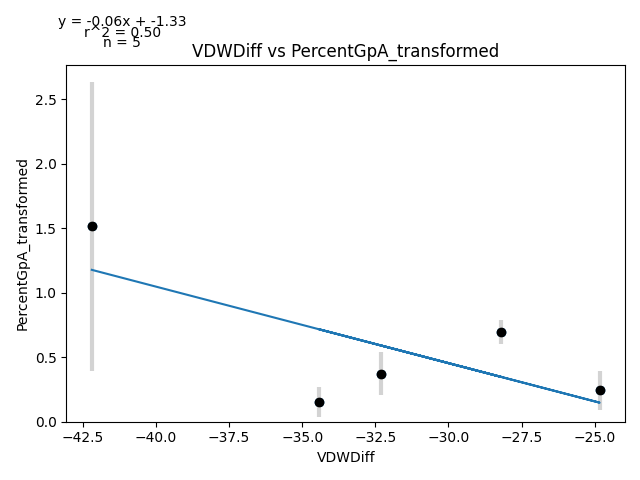 y = -0.06x + -1.33
r^2 = 0.50
n = 5
VDWDiff vs PercentGpA_transformed
PercentGpA_transformed
2.5
2.0
1.5
1.0
0.5
0.0
−42.5 −40.0 −37.5 −35.0 −32.5 −30.0 −27.5 −25.0
VDWDiff